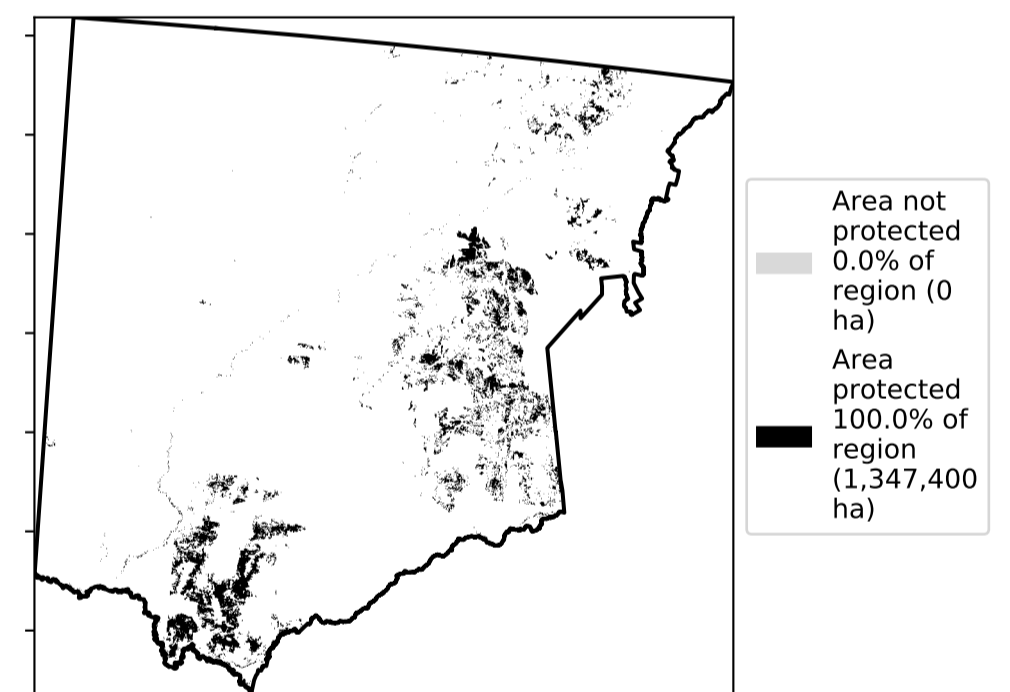 Area not
protected
0.0% of
region (0
ha)
Area
protected
100.0% of
region
(1,347,400
ha)